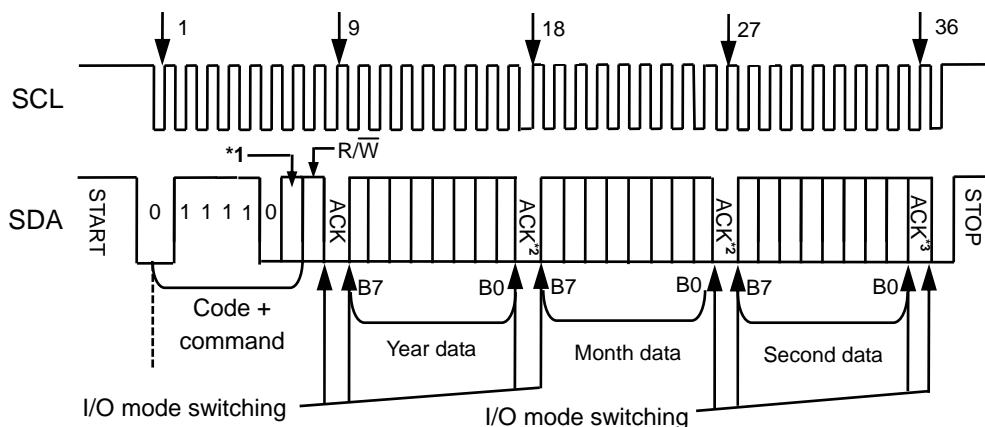 1 9 18 27 36
SCL
*1 R/W̅
SDA START 0 1 1 1 1 0 ACK ACK*2 ACK*2 ACK*3 STOP
B7 B0 B7 B0 B7 B0
Code +
command
Year data Month data Second data
I/O mode switching I/O mode switching